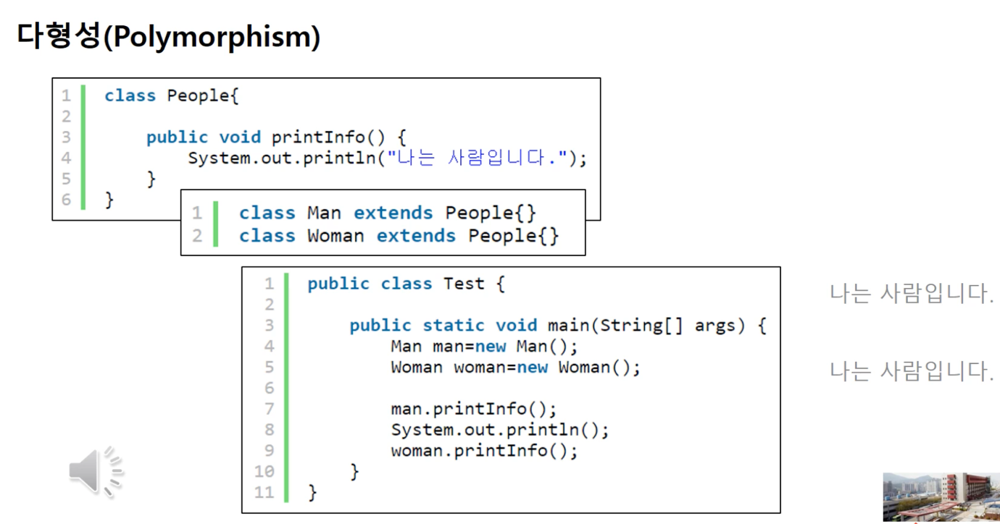 다형성(Polymorphism)
1 class People{
2
3 public void printInfo() {
4 System.out.println("나는 사람입니다.");
5 }
6 }
1 class Man extends People{}
2 class Woman extends People{}
1 public class Test {
2
3 public static void main(String[] args) {
4 Man man=new Man();
5 Woman woman=new Woman();
6
7 man.printInfo();
8 System.out.println();
9 woman.printInfo();
10 }
11 }
나는 사람입니다.
나는 사람입니다.